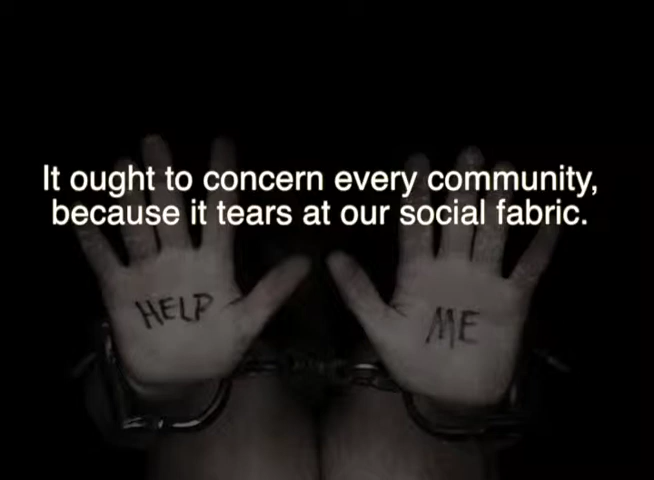 It ought to concern every community,
because it tears at our social fabric.
HELP ME